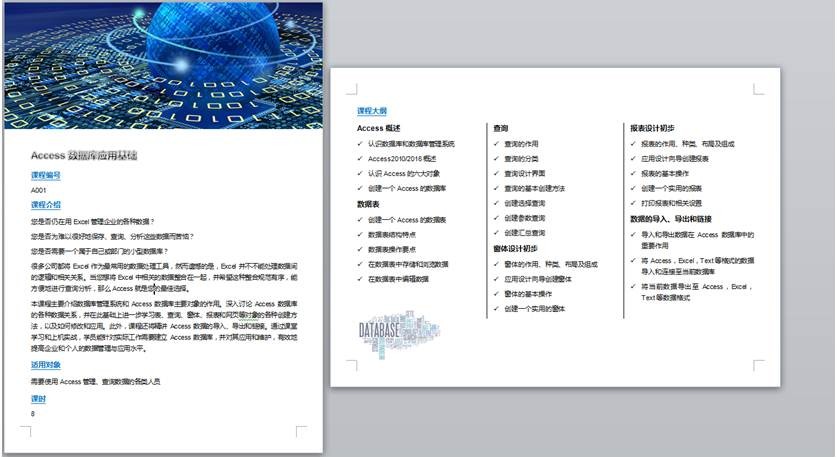 Access 数据库应用基础
课程编号
A001
课程介绍
您是否仍在用 Excel 管理企业的各种数据？
您是否为难以很好地保存、查询、分析这些数据而苦恼？
您是否需要一个属于自己或部门的小型数据库？
很多公司都将 Excel 作为最常用的数据处理工具，然而遗憾的是，Excel 并不不能处理数据间
的逻辑和相关关系。当您想将 Excel 中相关的数据整合在一起，并希望这种整合规范有序，能
方便地进行查询分析，那么 Access 就是您的最佳选择。
本课程主要介绍数据库管理系统和 Access 数据库主要对象的作用。深入讨论 Access 数据库
的各种数据关系，并在此基础上进一步学习表、查询、窗体、报表和网页等对象的各种创建方
法，以及如何修改和应用。此外，课程还将精讲 Access 数据的导入、导出和链接。通过课堂
学习和上机实战，学员能针对实际工作需要建立 Access 数据库，并对其应用和维护，有效地
提高企业和个人的数据管理与应用水平。
适用对象
需要使用 Access 管理、查询数据的各类人员
课时
8
课程大纲
Access 概述
✓ 认识数据库和数据库管理系统
✓ Access2010/2016 概述
✓ 认识 Access 的六大对象
✓ 创建一个 Access 的数据库
数据表
✓ 创建一个 Access 的数据表
✓ 数据表结构特点
✓ 数据表操作要点
✓ 在数据表中存储和浏览数据
✓ 在数据表中编辑数据
DATABASE
查询
✓ 查询的作用
✓ 查询的分类
✓ 查询设计界面
✓ 查询的基本创建方法
✓ 创建选择查询
✓ 创建参数查询
✓ 创建汇总查询
窗体设计初步
✓ 窗体的作用、种类、布局及组成
✓ 应用设计向导创建窗体
✓ 窗体的基本操作
✓ 创建一个实用的窗体
报表设计初步
✓ 报表的作用、种类、布局及组成
✓ 应用设计向导创建报表
✓ 报表的基本操作
✓ 创建一个实用的报表
✓ 打印报表和相关设置
数据的导入、导出和链接
✓ 导入和导出数据在 Access 数据库中的
重要作用
✓ 将 Access，Excel，Text 等格式的数据
导入和连接至当前数据库
✓ 将当前数据导出至 Access，Excel，
Text 等数据格式